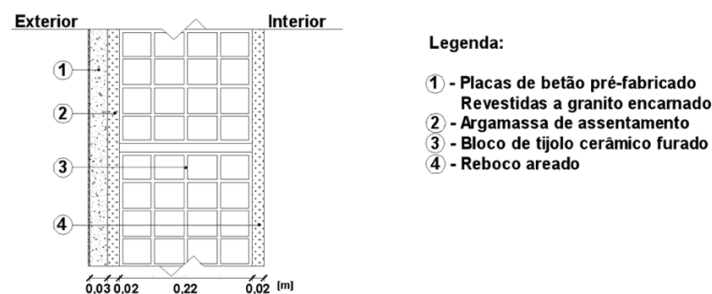 Exterior Interior
Legenda:
1 - Placas de betão pré-fabricado
Revestidas a granito encarnado
2 - Argamassa de assentamento
3 - Bloco de tijolo cerâmico furado
4 - Reboco areado
1
2
3
4
0,03 0,02 0,22 0,02 [m]